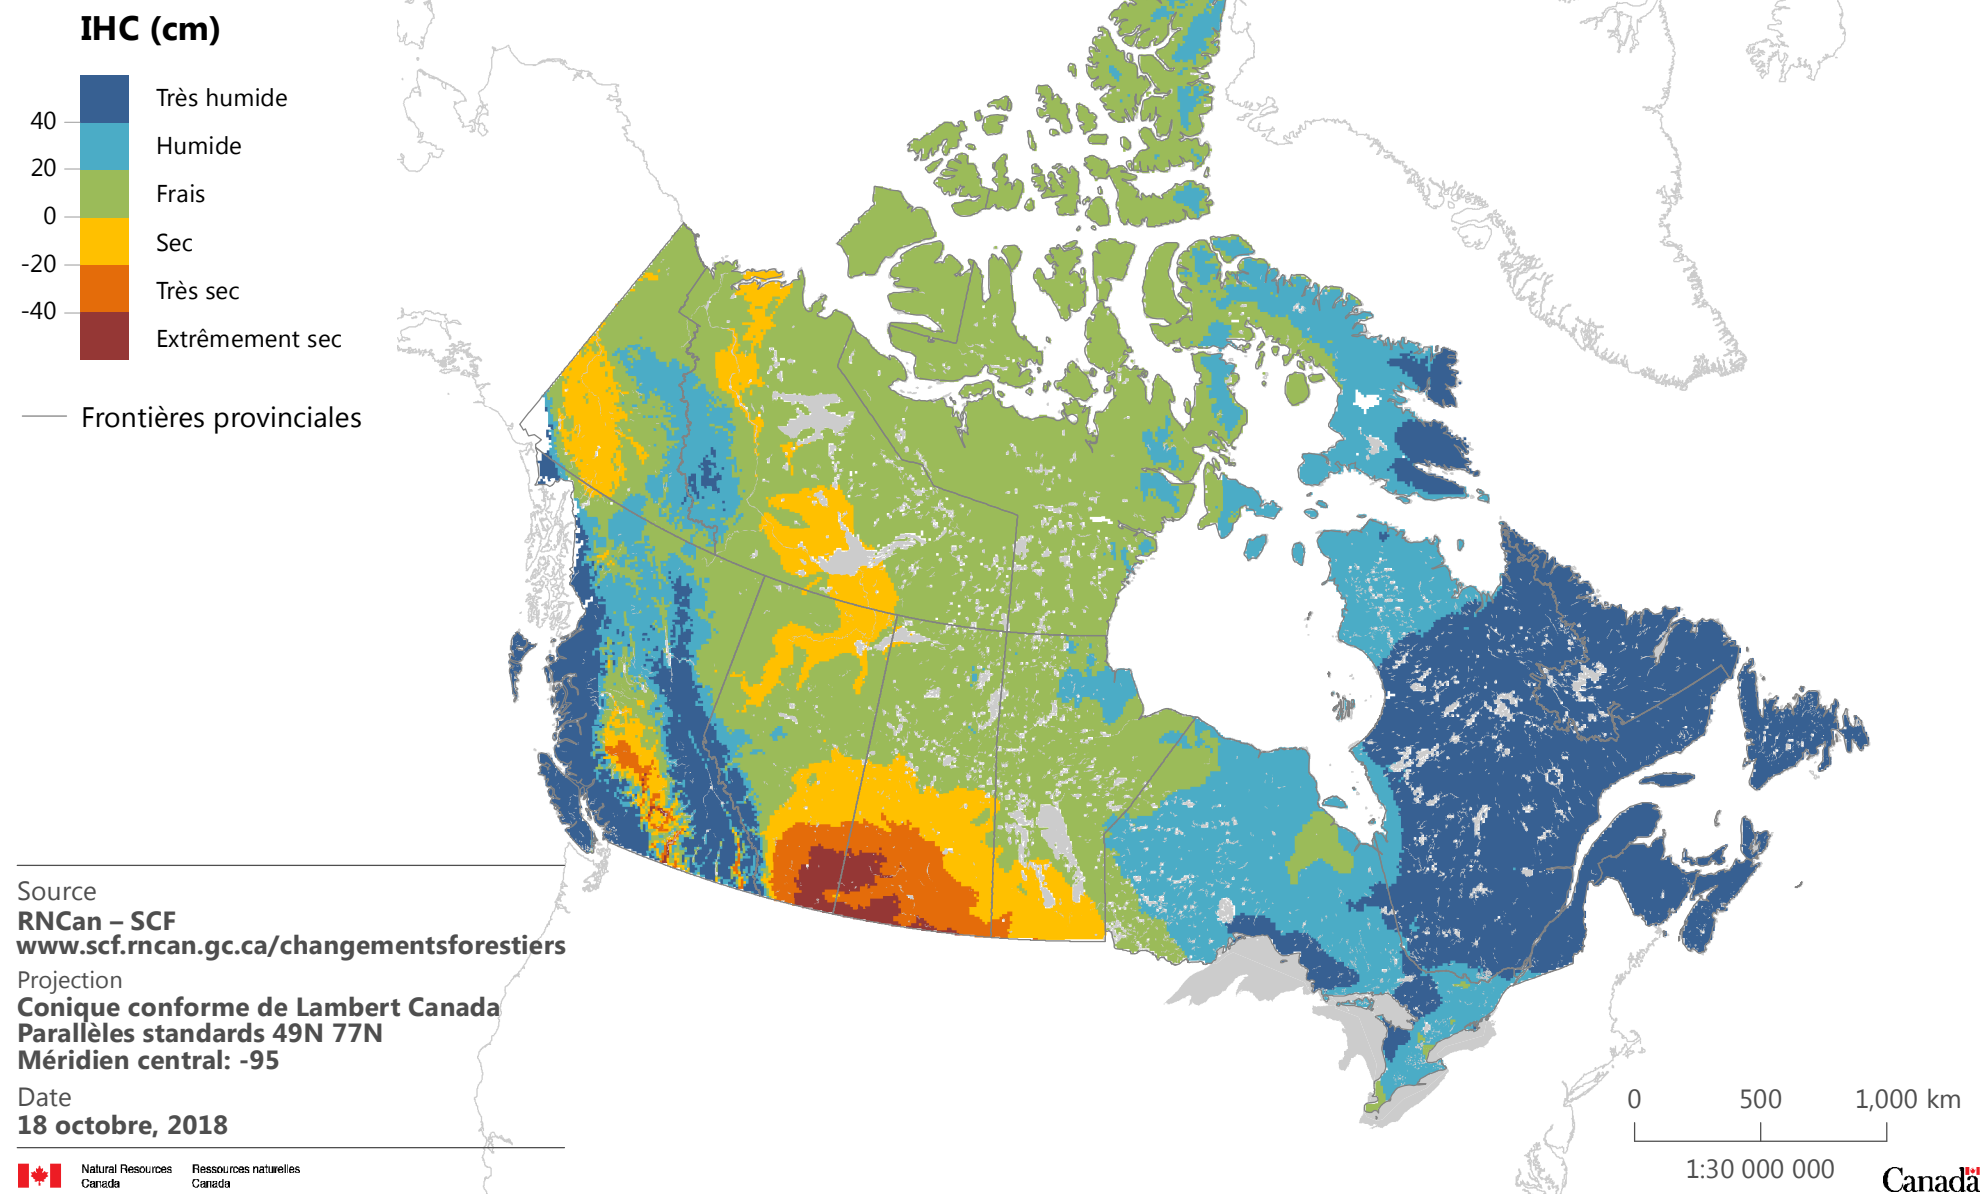 IHC (cm)
Très humide
40
Humide
20
Frais
0
Sec
-20
Très sec
-40
Extrêmement sec
Frontières provinciales
Source
RNCan – SCF
www.scf.rncan.gc.ca/changementsforestiers
Projection
Conique conforme de Lambert Canada
Parallèles standards 49N 77N
Méridien central: -95
Date
18 octobre, 2018
Natural Resources Canada
Ressources naturelles Canada
0 500 1,000 km
1:30 000 000
Canada